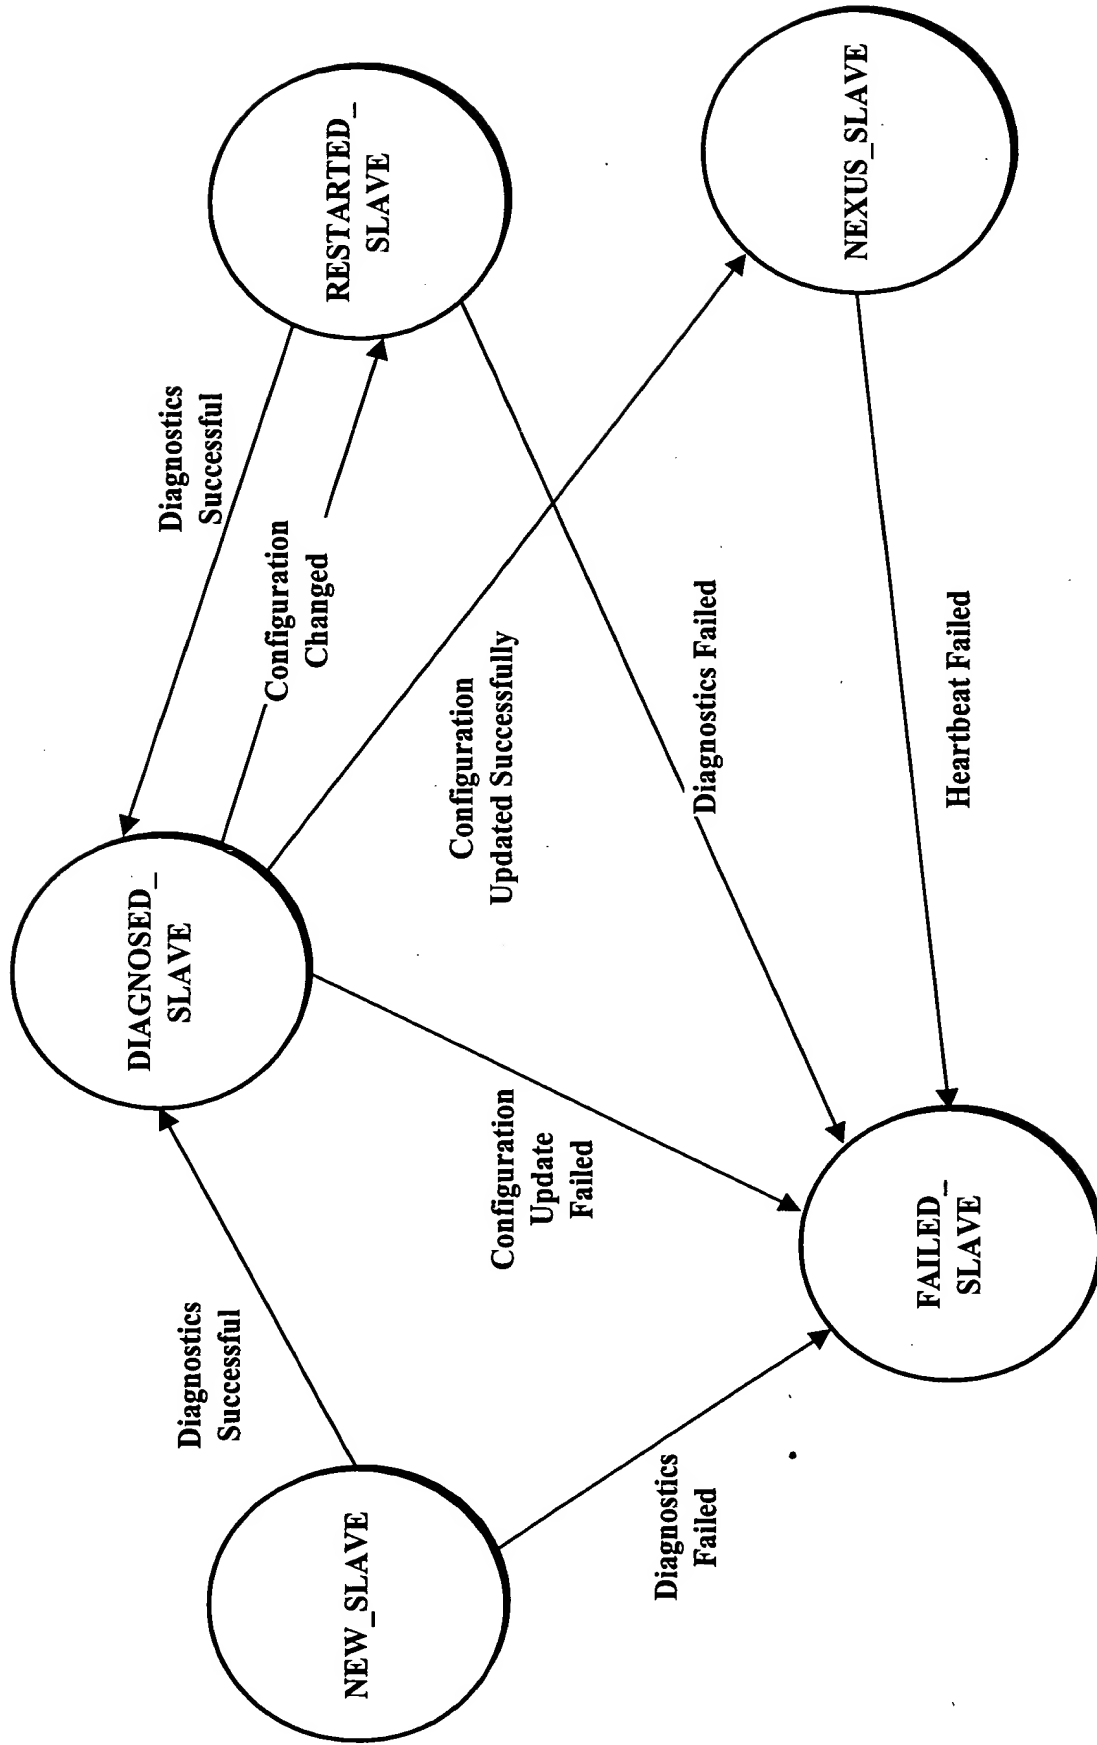 DIAGNOSED_
SLAVE
Diagnostics
Successful
RESTARTED_
SLAVE
Configuration
Changed
Diagnostics
Successful
NEW_SLAVE
Configuration
Updated Successfully
Configuration
Update
Failed
Diagnostics Failed
Diagnostics
Failed
NEXUS_SLAVE
Heartbeat Failed
FAILED_
SLAVE